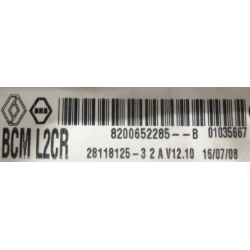 8200652285--B 01035667
BCM L2CR
28118125-3 2 A V12.10 16/07/08